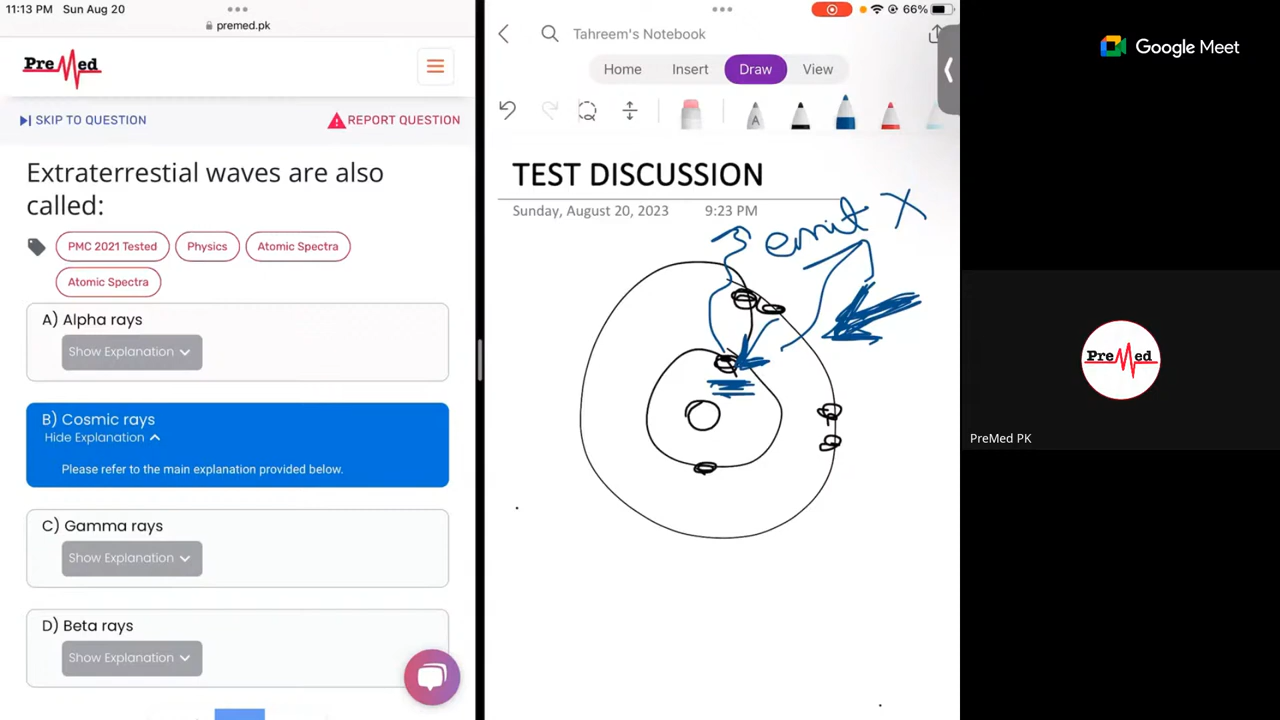 11:13 PM Sun Aug 20
premed.pk
PreMed
SKIP TO QUESTION
REPORT QUESTION
Extraterrestial waves are also
called:
PMC 2021 Tested
Physics
Atomic Spectra
Atomic Spectra
A) Alpha rays
Show Explanation
B) Cosmic rays
Hide Explanation
Please refer to the main explanation provided below.
C) Gamma rays
Show Explanation
D) Beta rays
Show Explanation
66%
Tahreem's Notebook
Home Insert Draw View
A
TEST DISCUSSION
Sunday, August 20, 2023 9:23 PM
emit X
Google Meet
PreMed
PreMed PK